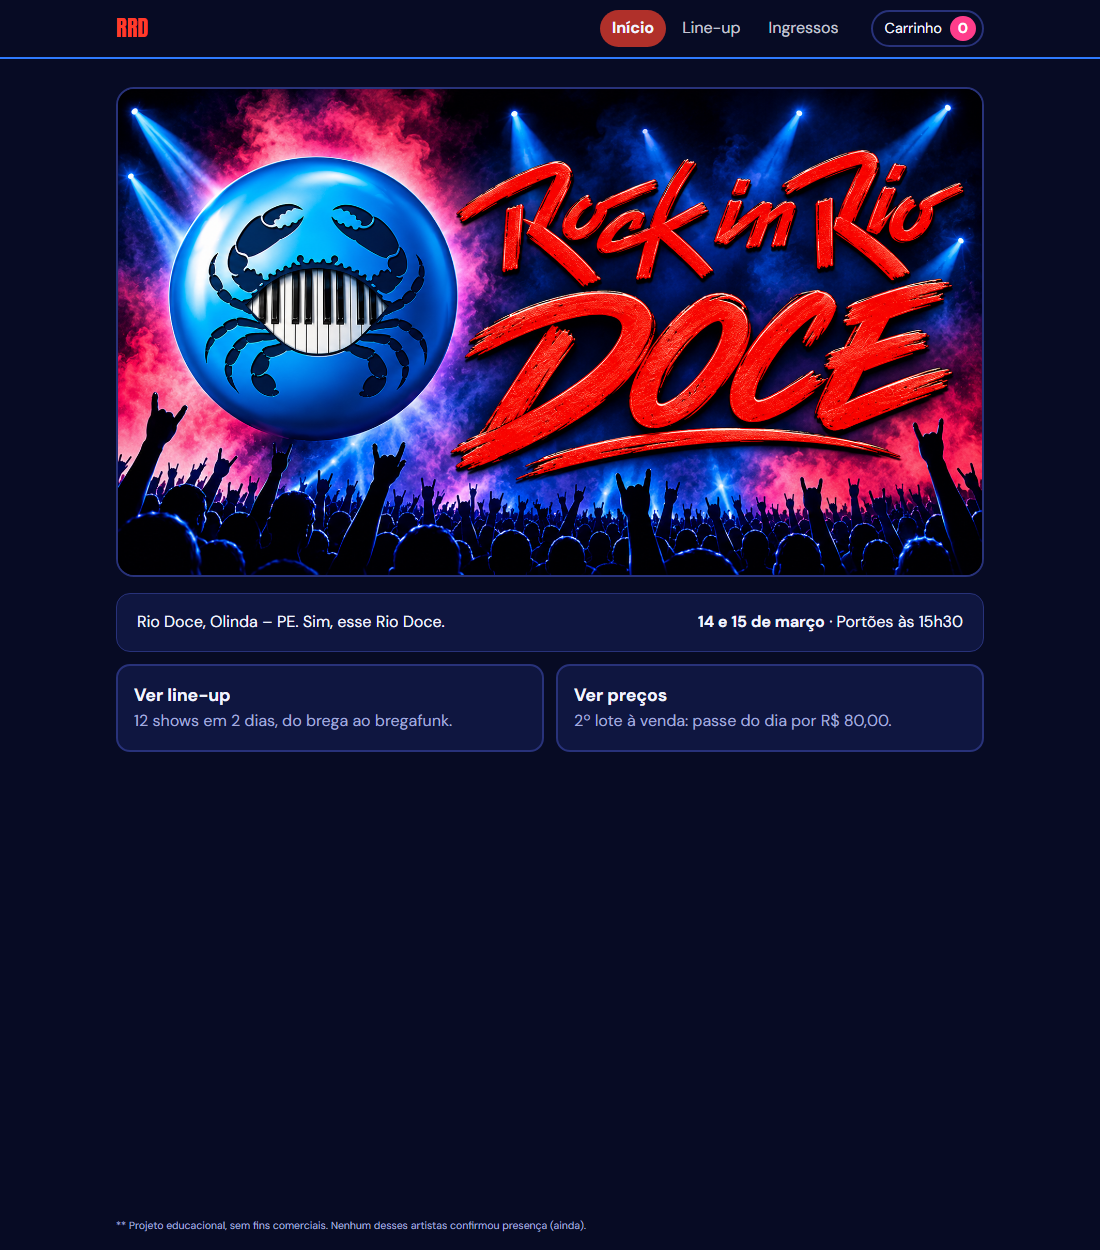 RRD
Início
Line-up
Ingressos
Carrinho 0
Rock in Rio
DOCE
Rio Doce, Olinda – PE. Sim, esse Rio Doce.
14 e 15 de março · Portões às 15h30
Ver line-up
12 shows em 2 dias, do brega ao bregafunk.
Ver preços
2º lote à venda: passe do dia por R$ 80,00.
** Projeto educacional, sem fins comerciais. Nenhum desses artistas confirmou presença (ainda).